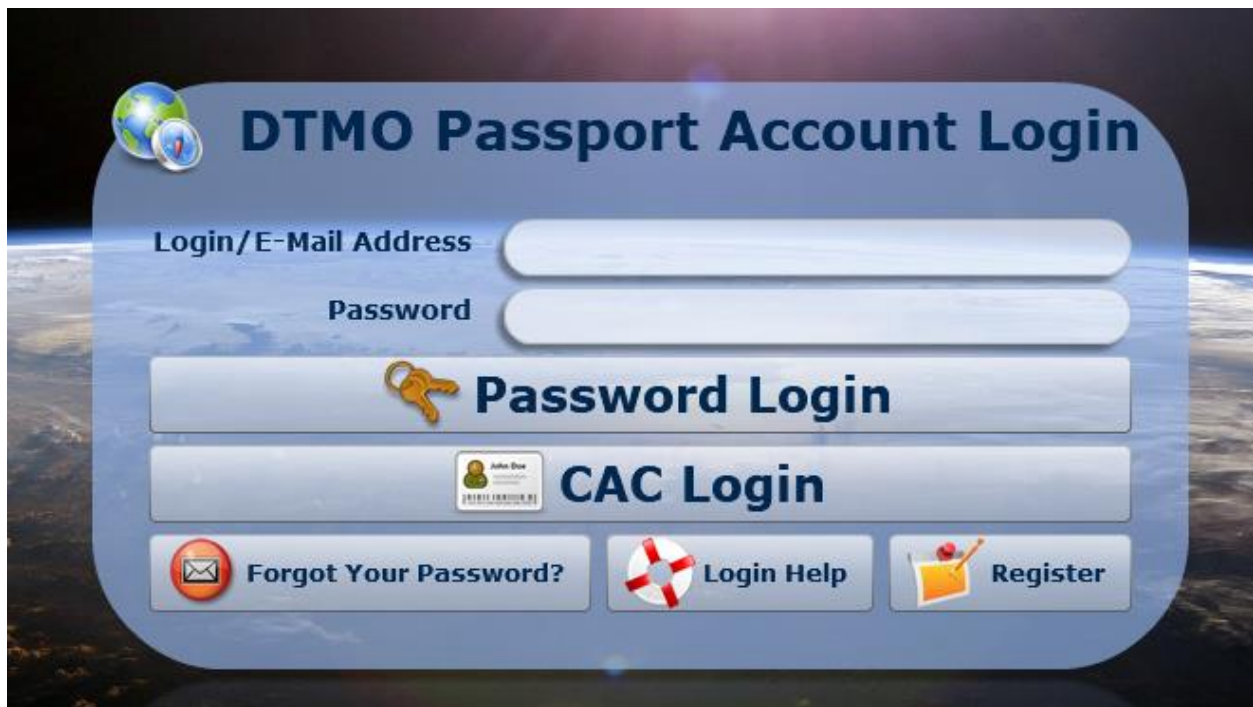 DTMO Passport Account Login
Login/E-Mail Address
Password
Password Login
John Doe
CAC Login
Forgot Your Password?
Login Help
Register